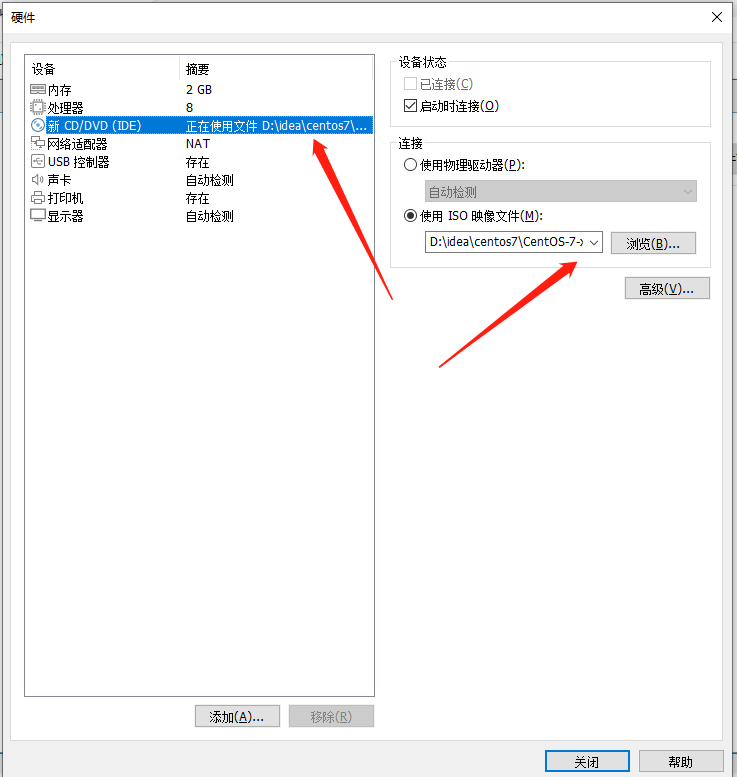 硬件
设备 摘要
内存 2 GB
处理器 8
新 CD/DVD (IDE) 正在使用文件 D:\idea\centos7\...
网络适配器 NAT
USB 控制器 存在
声卡 自动检测
打印机 存在
显示器 自动检测
添加(A)... 移除(R)
设备状态
已连接(C)
启动时连接(O)
连接
使用物理驱动器(P):
自动检测
使用 ISO 映像文件(M):
D:\idea\centos7\CentOS-7-x 浏览(B)...
高级(V)...
关闭 帮助